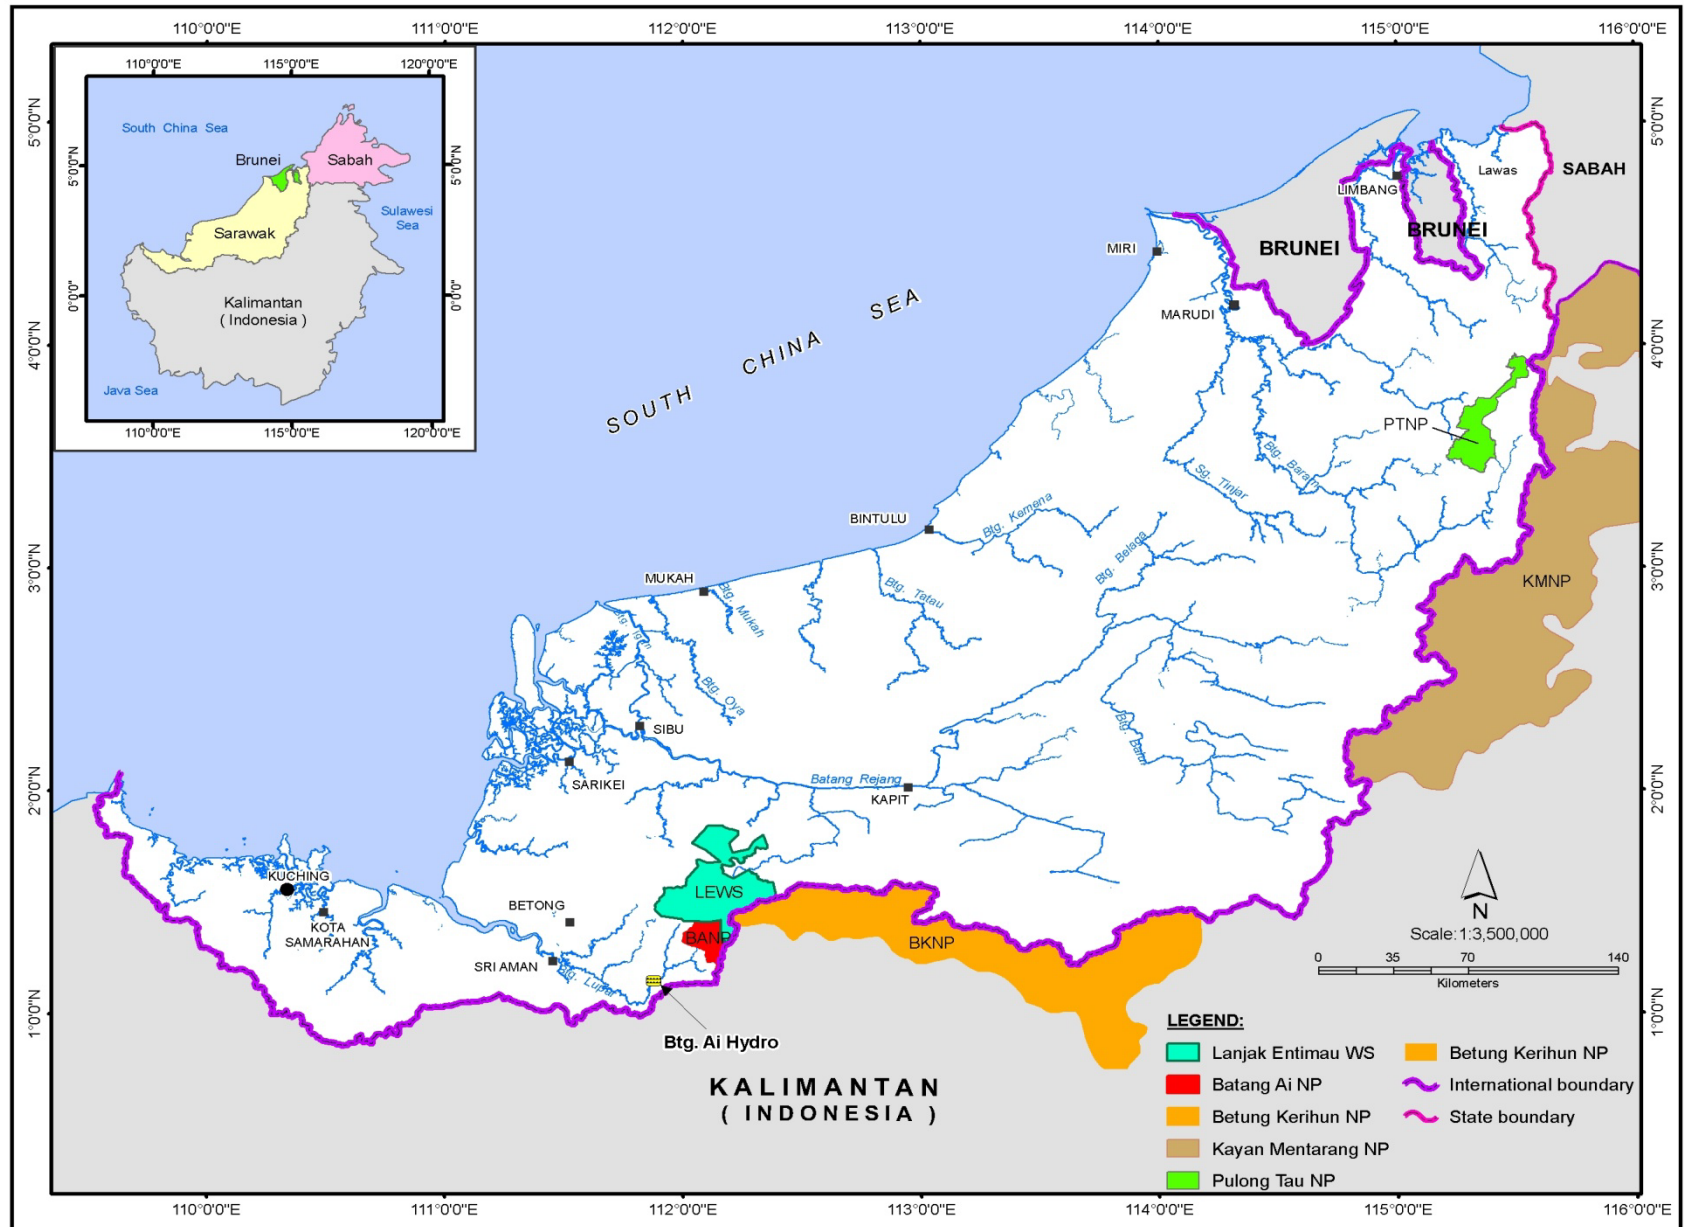 110°0'0"E
111°0'0"E
112°0'0"E
113°0'0"E
114°0'0"E
115°0'0"E
116°0'0"E
110°0'0"E
115°0'0"E
120°0'0"E
South China Sea
Brunei
Sabah
5°0'0"N
5°0'0"N
Sulawesi
Sea
Sarawak
0°0'0"
0°0'0"
Kalimantan
( Indonesia )
Java Sea
110°0'0"E
115°0'0"E
120°0'0"E
5°0'0"N
4°0'0"N
3°0'0"N
2°0'0"N
1°0'0"N
5°0'0"N
4°0'0"N
3°0'0"N
2°0'0"N
1°0'0"N
SOUTH CHINA SEA
Lawas
SABAH
LIMBANG
BRUNEI
BRUNEI
MIRI
MARUDI
PTNP
Btg. Baram
Sg. Tinjar
Btg. Kemena
BINTULU
Btg. Belaga
KMNP
MUKAH
Btg. Mukah
Btg. Tatau
Btg. Oya
SIBU
Btg. Balui
SARIKEI
Batang Rejang
KAPIT
KUCHING
KOTA
SAMARAHAN
BETONG
LEWS
BANP
BKNP
SRI AMAN
Btg. Lupar
Btg. Ai Hydro
KALIMANTAN
( INDONESIA )
N
Scale: 1:3,500,000
0 35 70 140
Kilometers
LEGEND:
Lanjak Entimau WS
Batang Ai NP
Betung Kerihun NP
Kayan Mentarang NP
Pulong Tau NP
Betung Kerihun NP
International boundary
State boundary
110°0'0"E
111°0'0"E
112°0'0"E
113°0'0"E
114°0'0"E
115°0'0"E
116°0'0"E